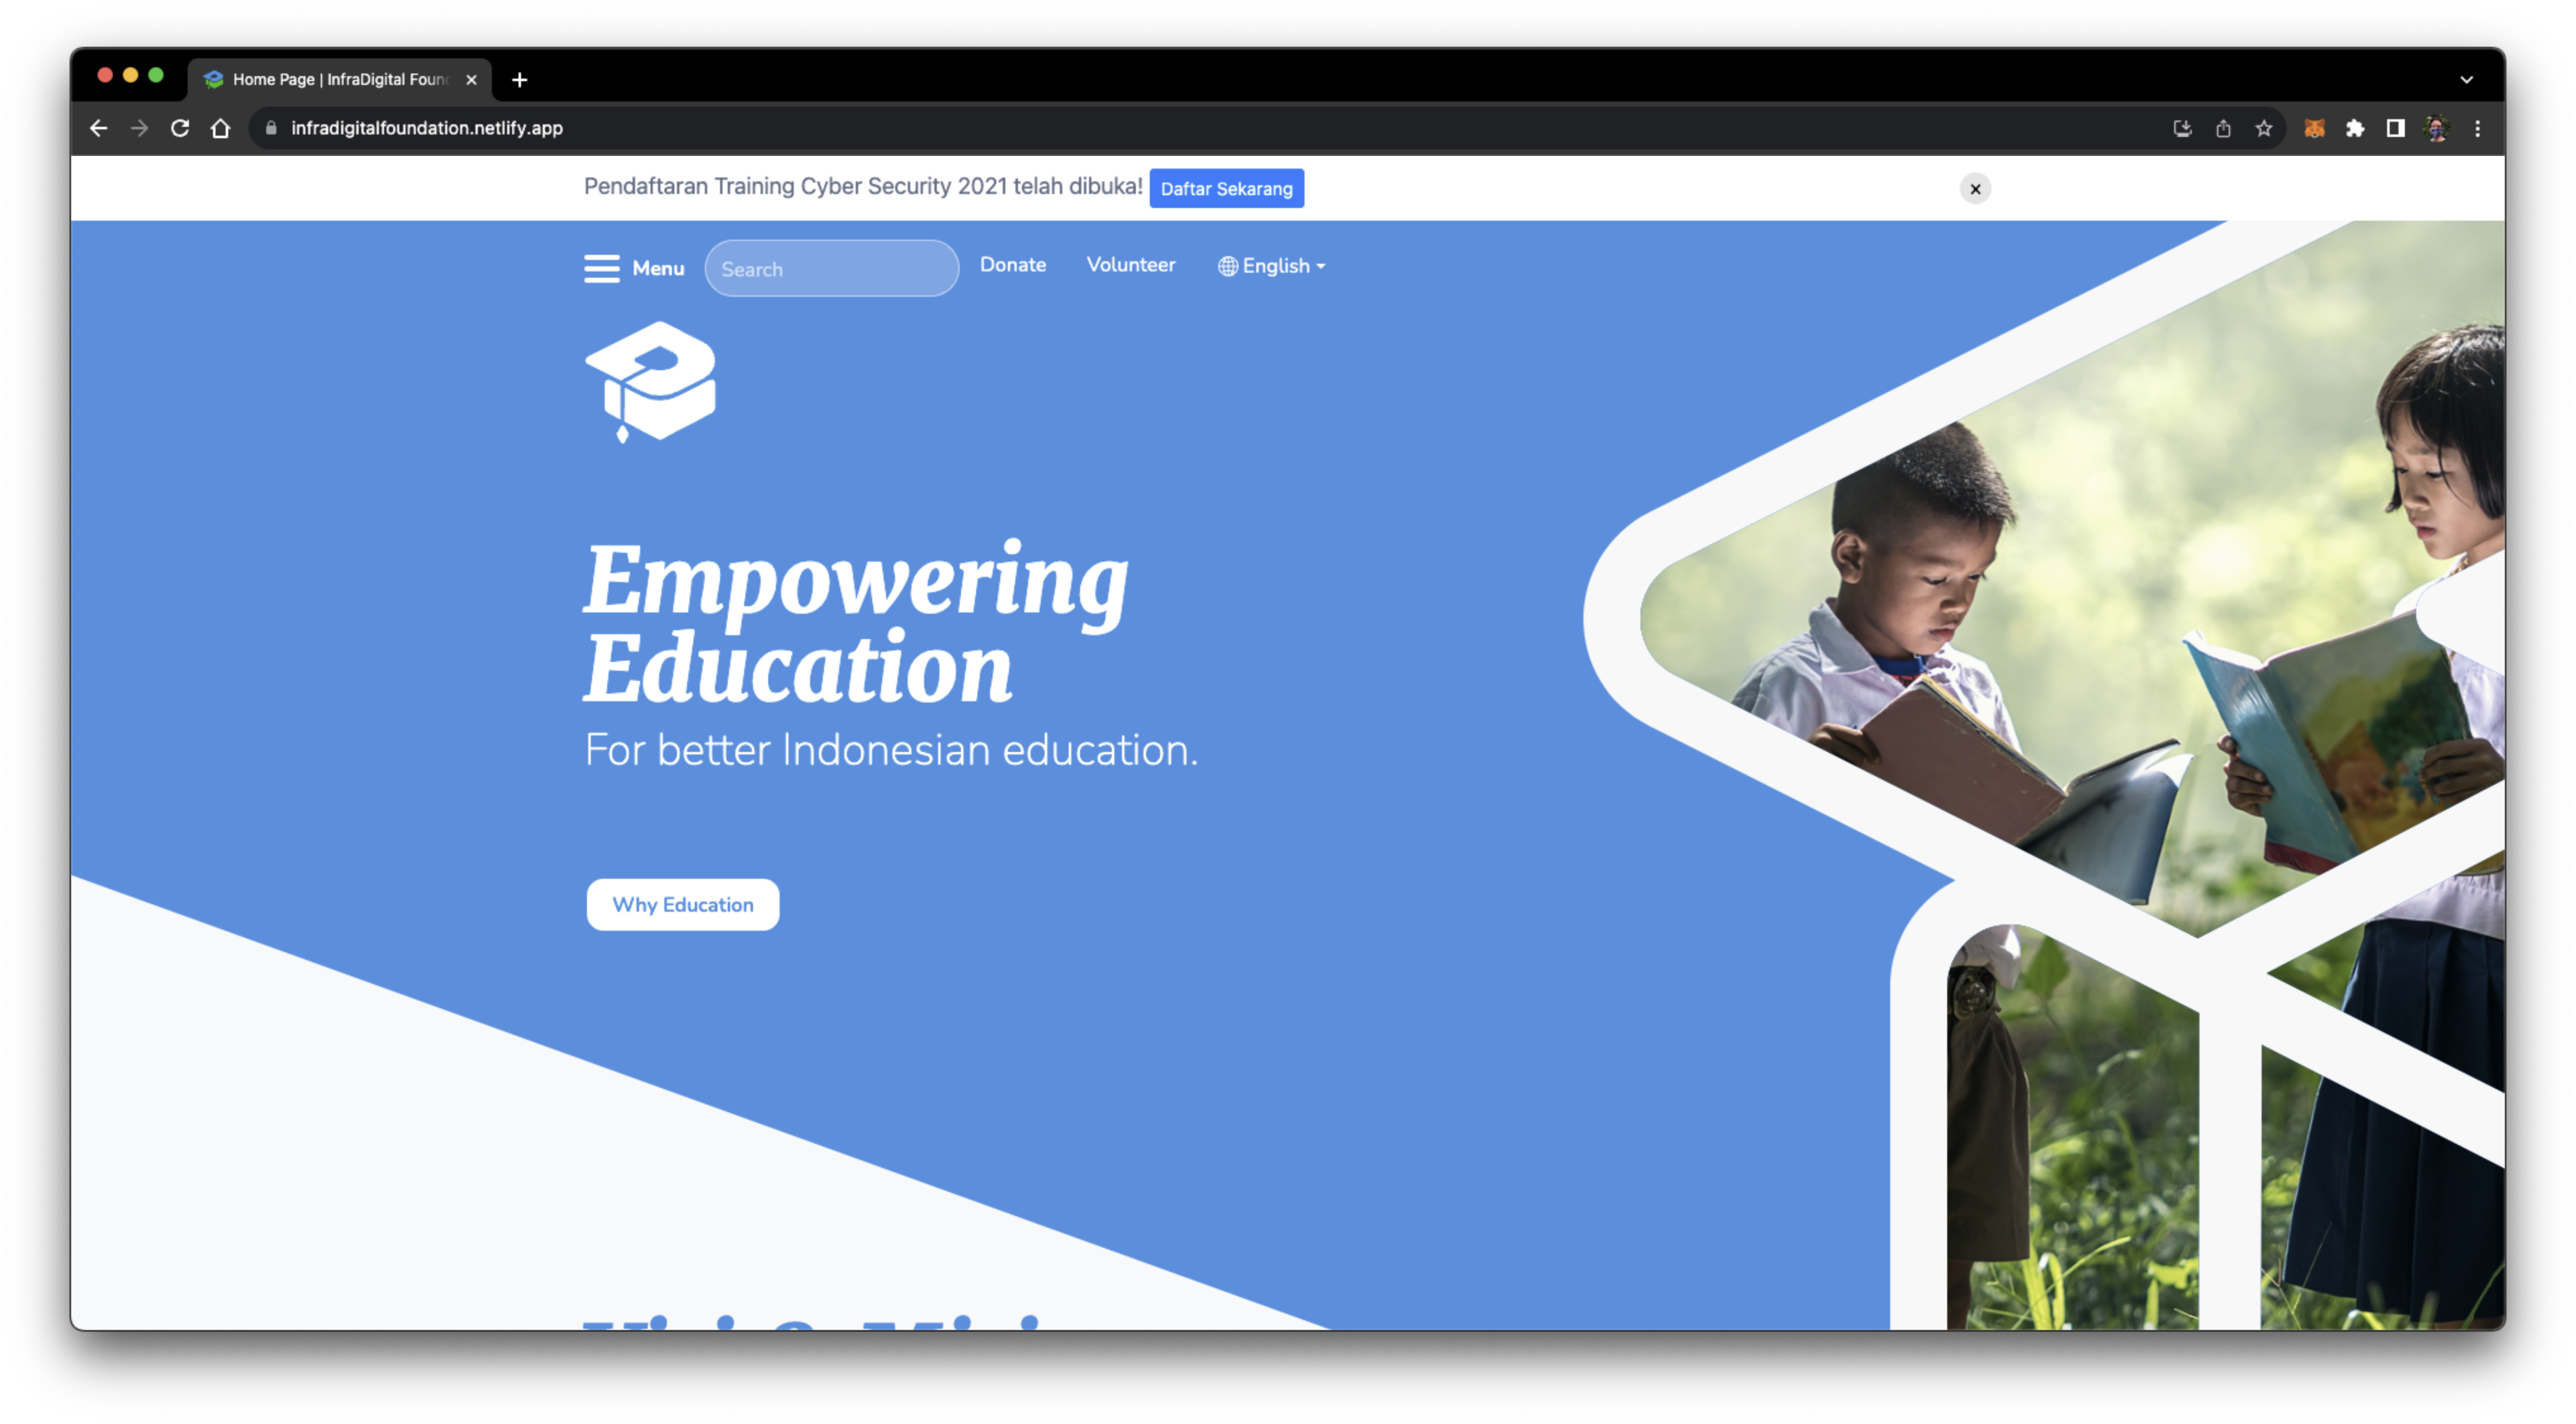 Home Page | InfraDigital Foun
infradigitalfoundation.netlify.app
Pendaftaran Training Cyber Security 2021 telah dibuka! Daftar Sekarang
Menu Search Donate Volunteer English
Empowering
Education
For better Indonesian education.
Why Education